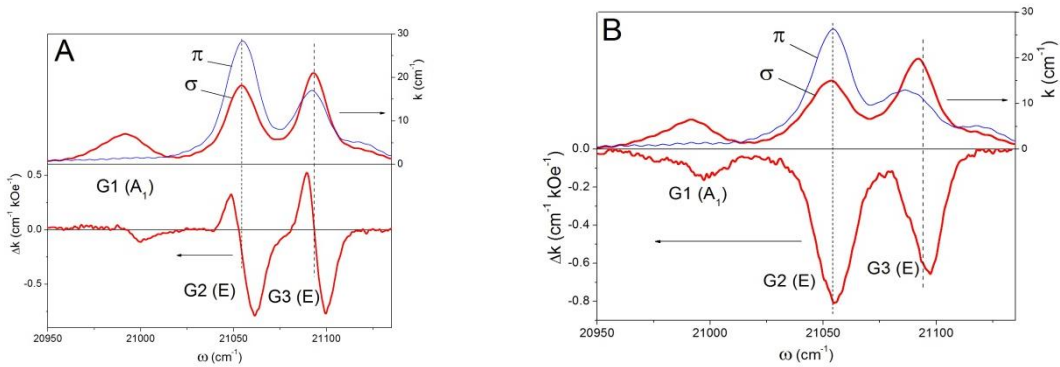 A
π
σ
30
20
10
0
k (cm⁻¹)
G1 (A₁)
0.5
0.0
-0.5
Δk (cm⁻¹ kOe⁻¹)
G2 (E)
G3 (E)
20950
21000
21050
21100
ω (cm⁻¹)
B
π
σ
30
20
10
0
k (cm⁻¹)
0.0
-0.2
-0.4
-0.6
-0.8
Δk (cm⁻¹ kOe⁻¹)
G1 (A₁)
G2 (E)
G3 (E)
20950
21000
21050
21100
ω (cm⁻¹)